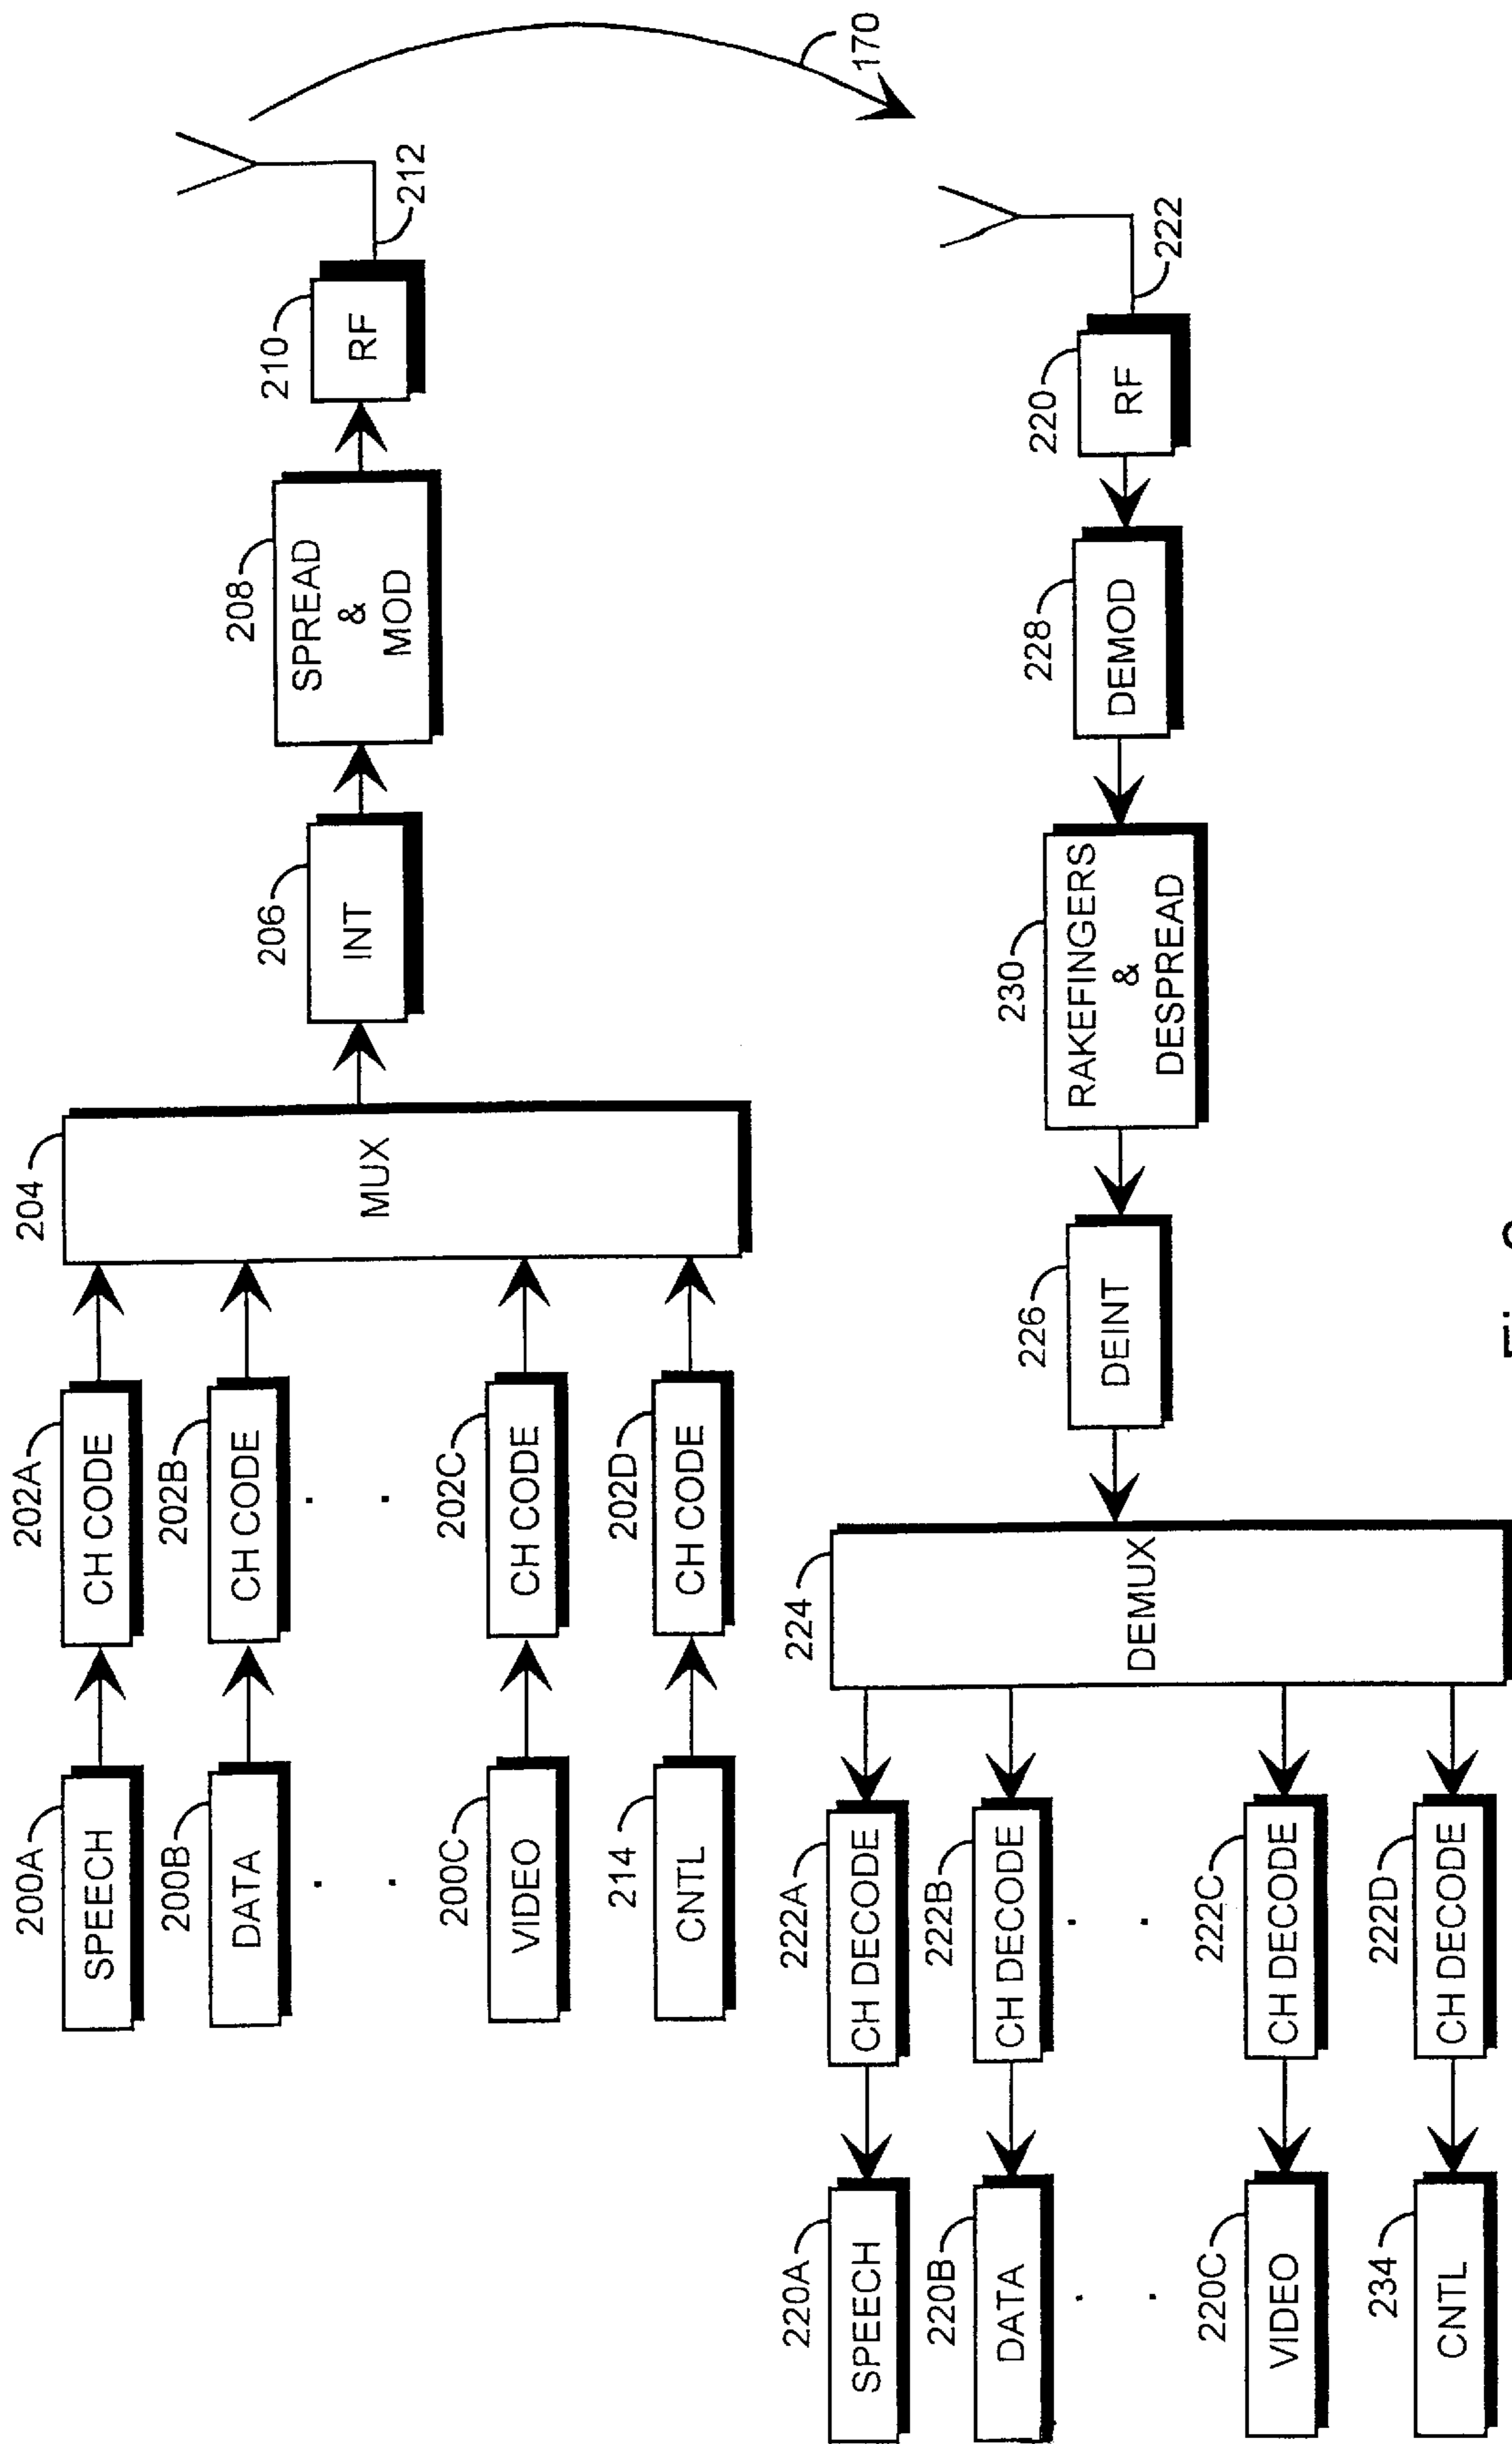 200A
SPEECH
202A
CH CODE
200B
DATA
202B
CH CODE
200C
VIDEO
202C
CH CODE
214
CNTL
202D
CH CODE
204
MUX
206
INT
208
SPREAD
&
MOD
210
RF
212
170
220A
SPEECH
222A
CH DECODE
220B
DATA
222B
CH DECODE
220C
VIDEO
222C
CH DECODE
234
CNTL
222D
CH DECODE
224
DEMUX
226
DEINT
230
RAKEFINGERS
&
DESPREAD
228
DEMOD
220
RF
222